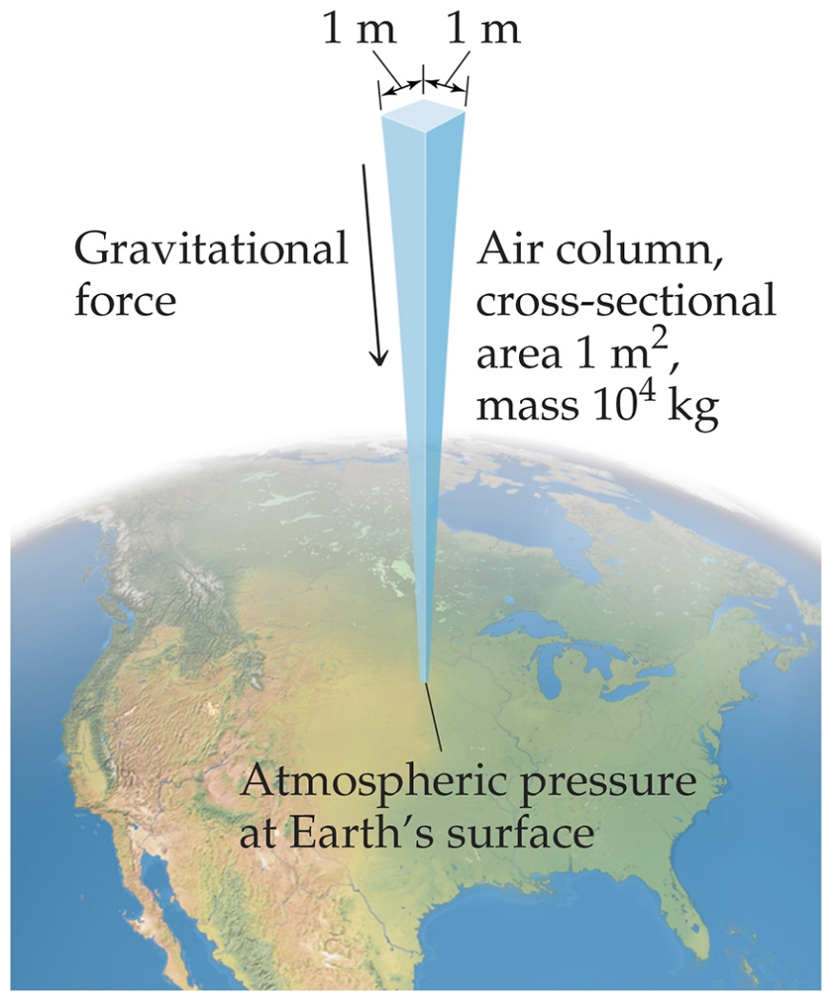 1 m 1 m
Gravitational
force
Air column,
cross-sectional
area 1 m²,
mass 10⁴ kg
Atmospheric pressure
at Earth’s surface